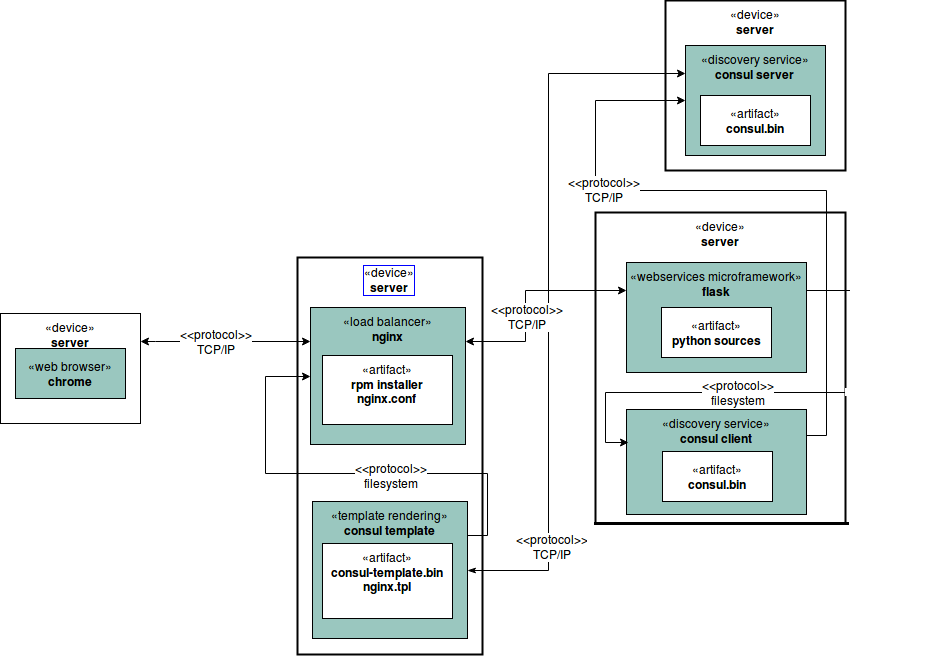 «device»
server
«discovery service»
consul server
«artifact»
consul.bin
<<protocol>>
TCP/IP
«device»
server
«webservices microframework»
flask
«artifact»
python sources
<<protocol>>
filesystem
«discovery service»
consul client
«artifact»
consul.bin
«device»
server
«load balancer»
nginx
«artifact»
rpm installer
nginx.conf
<<protocol>>
TCP/IP
«device»
server
«web browser»
chrome
<<protocol>>
TCP/IP
<<protocol>>
filesystem
«template rendering»
consul template
«artifact»
consul-template.bin
nginx.tpl
<<protocol>>
TCP/IP